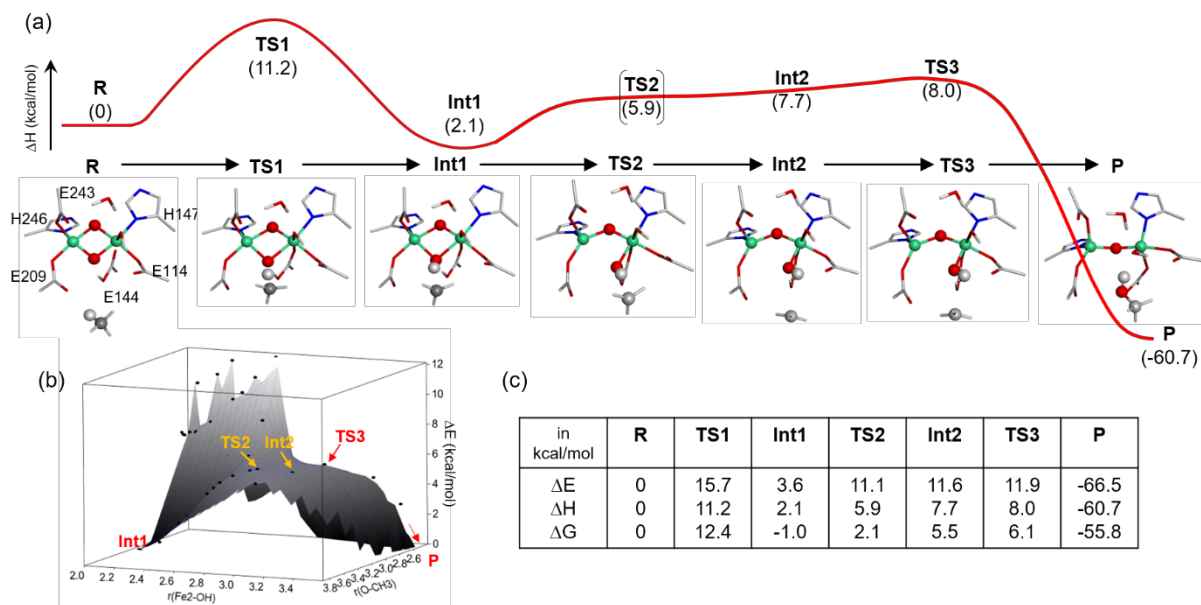 (a)
ΔH (kcal/mol)
R
(0)
TS1
(11.2)
Int1
(2.1)
TS2
(5.9)
Int2
(7.7)
TS3
(8.0)
R TS1 Int1 TS2 Int2 TS3 P
E243
H246
H147
E209
E114
E144
P
(-60.7)
(b)
12
10
8
6
4
2
0
ΔE (kcal/mol)
TS2
Int2
TS3
Int1
P
2.0 2.4 2.6 2.8 3.0 3.2 3.4
r(Fe2-OH)
3.8 3.6 3.4 3.2 3.0 2.8 2.6
r(O-CH3)
(c)
in kcal/mol R TS1 Int1 TS2 Int2 TS3 P
ΔE 0 15.7 3.6 11.1 11.6 11.9 -66.5
ΔH 0 11.2 2.1 5.9 7.7 8.0 -60.7
ΔG 0 12.4 -1.0 2.1 5.5 6.1 -55.8